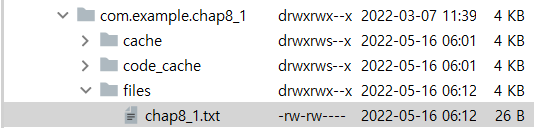 com.example.chap8_1 drwxrwx--x 2022-03-07 11:39 4 KB
cache drwxrws--x 2022-05-16 06:01 4 KB
code_cache drwxrws--x 2022-05-16 06:01 4 KB
files drwxrwx--x 2022-05-16 06:12 4 KB
chap8_1.txt -rw-rw---- 2022-05-16 06:12 26 B